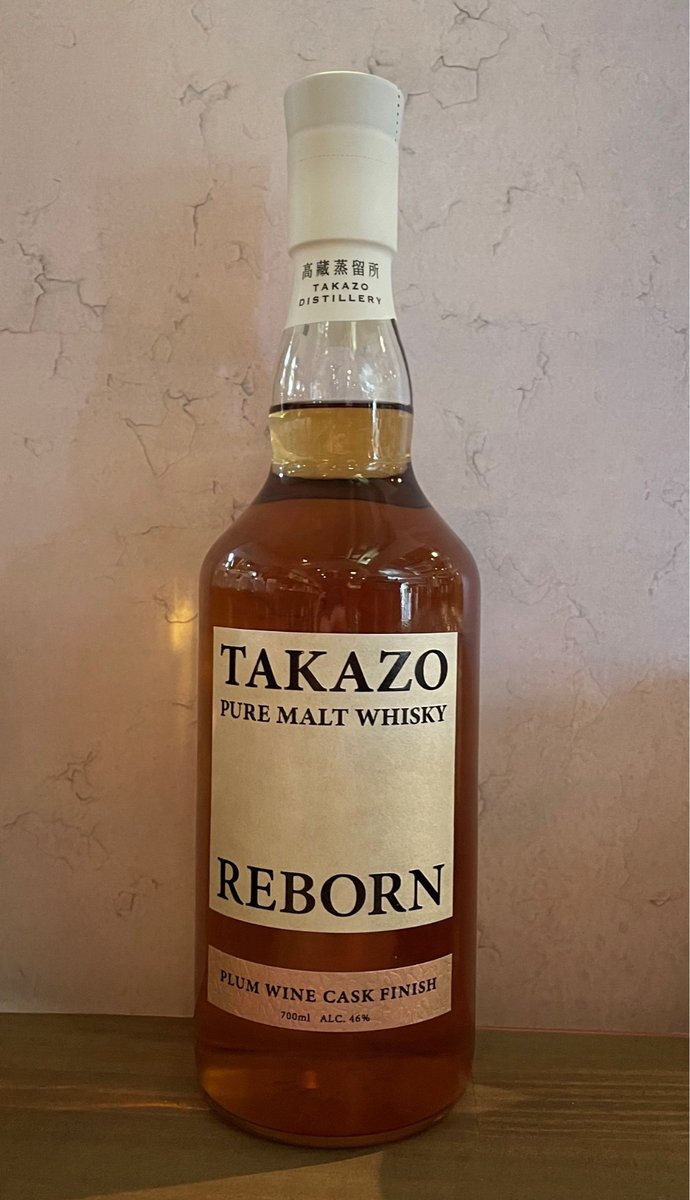 高藏蒸留所
TAKAZO
DISTILLERY
TAKAZO
PURE MALT WHISKY
REBORN
PLUM WINE CASK FINISH
700ml ALC. 46%